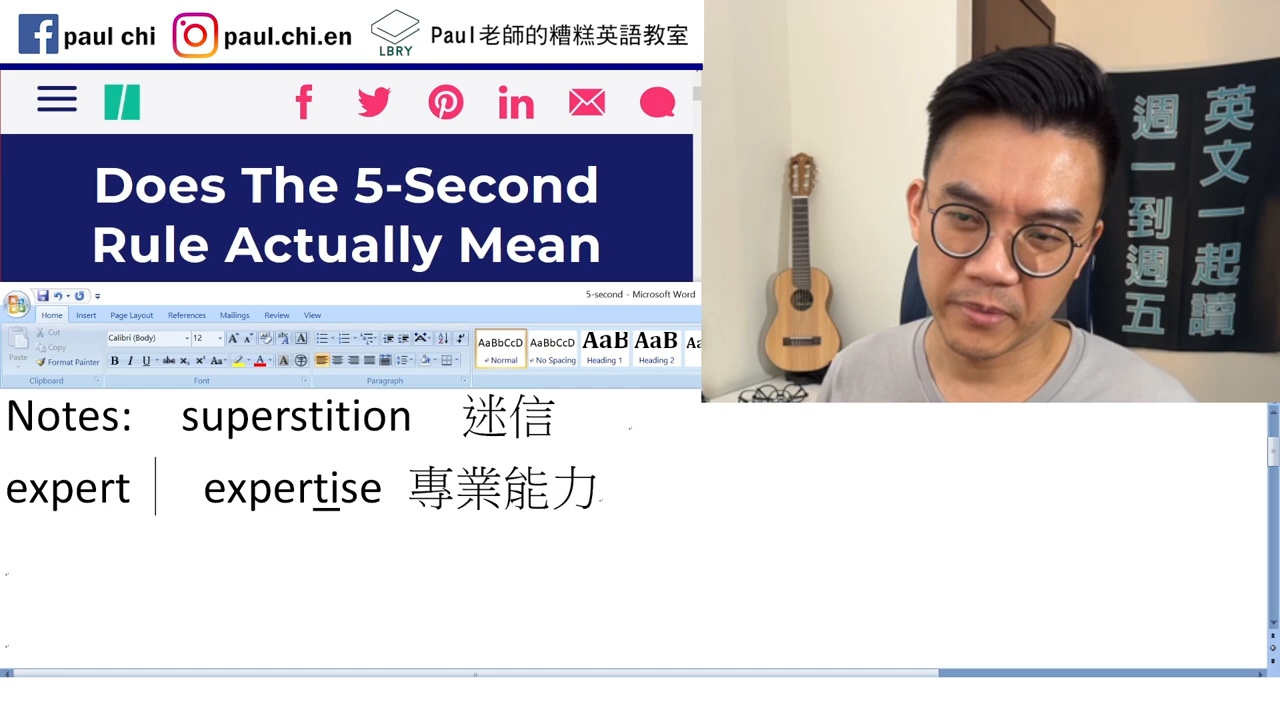 paul chi
paul.chi.en
LBRY
Paul老師的糟糕英語教室
Does The 5-Second
Rule Actually Mean
英文一起讀
週一到週五
5-second - Microsoft Word
Home Insert Page Layout References Mailings Review View
Paste
Cut
Copy
Format Painter
Clipboard
Calibri (Body) 12
Font
Paragraph
AaBbCcD AaBbCcD AaB AaB Aa
Normal No Spacing Heading 1 Heading 2
Notes: superstition 迷信
expert expertise 專業能力